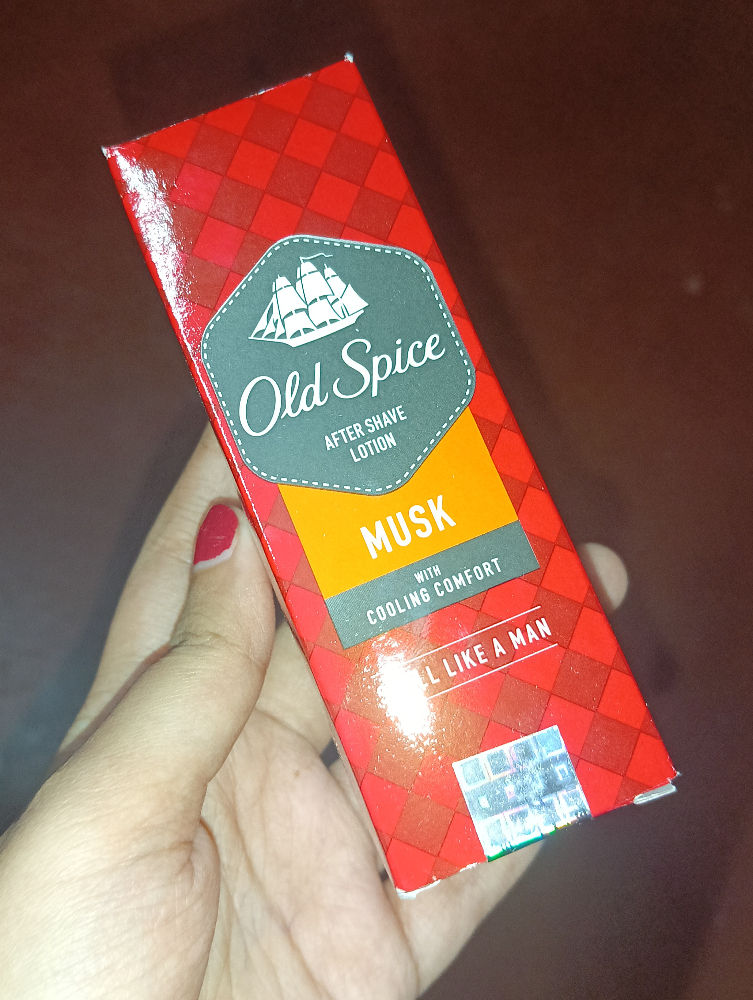 Old Spice
AFTER SHAVE
LOTION
MUSK
WITH
COOLING COMFORT
LIKE A MAN